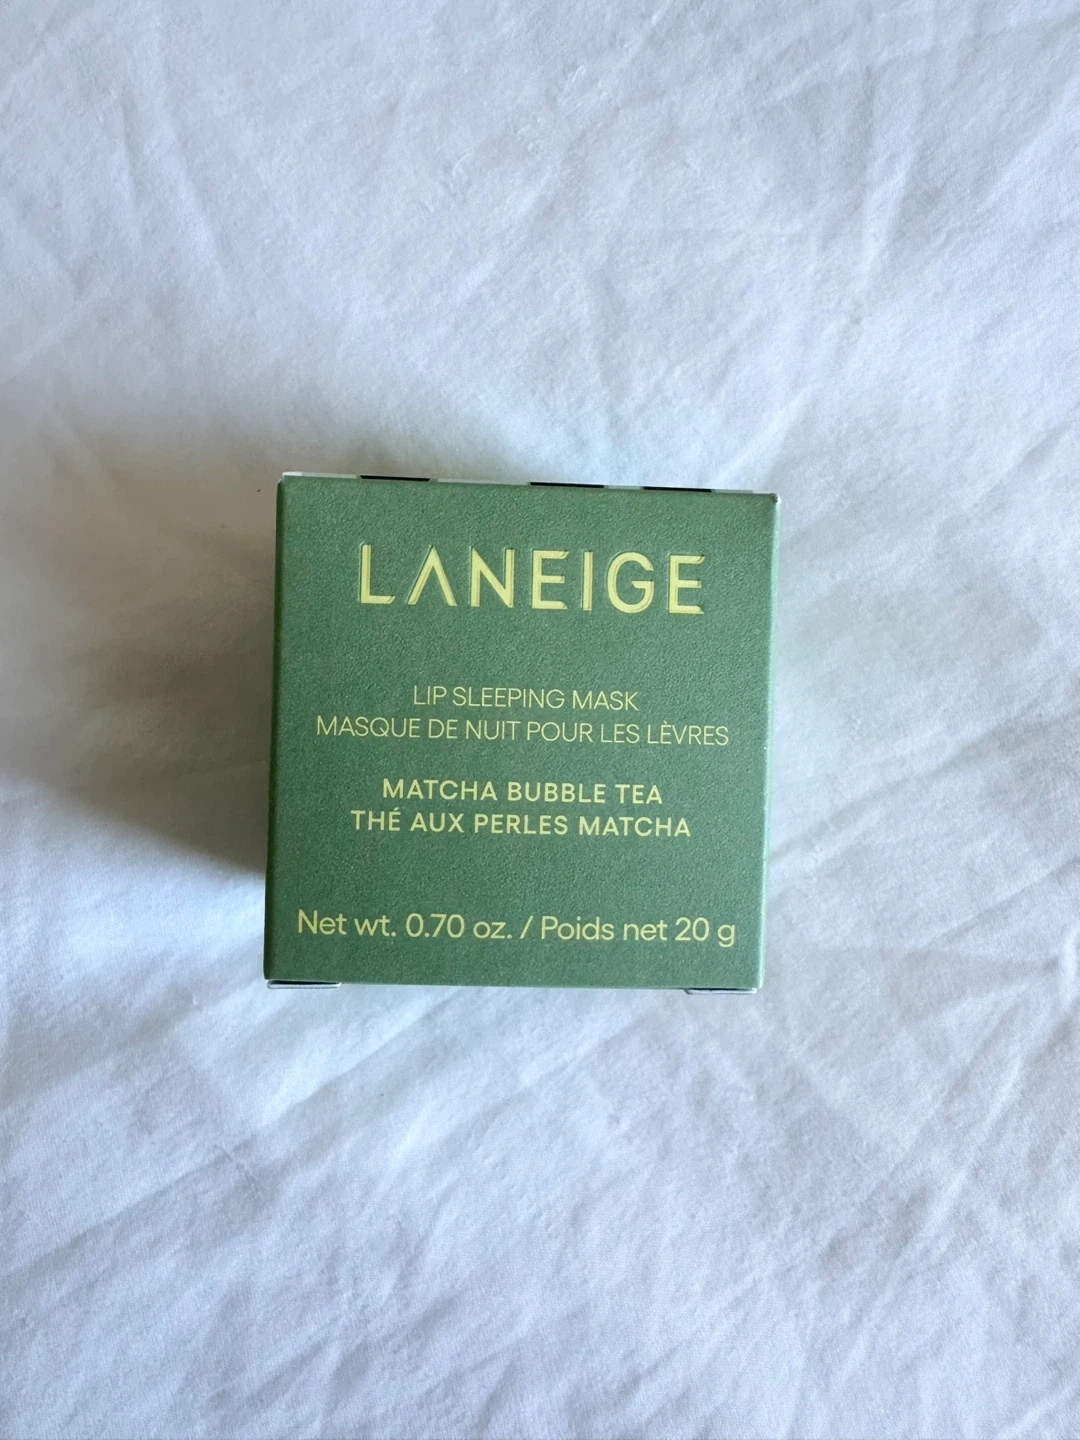 LANEIGE
LIP SLEEPING MASK
MASQUE DE NUIT POUR LES LÈVRES
MATCHA BUBBLE TEA
THÉ AUX PERLES MATCHA
Net wt. 0.70 oz. / Poids net 20 g